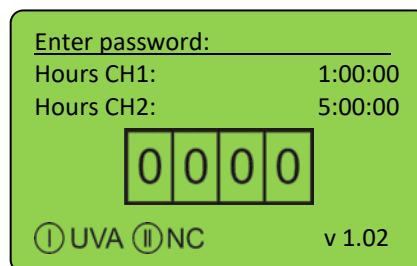 Enter password:
Hours CH1: 1:00:00
Hours CH2: 5:00:00
0 0 0 0
Ⓘ UVA Ⓘ NC v 1.02